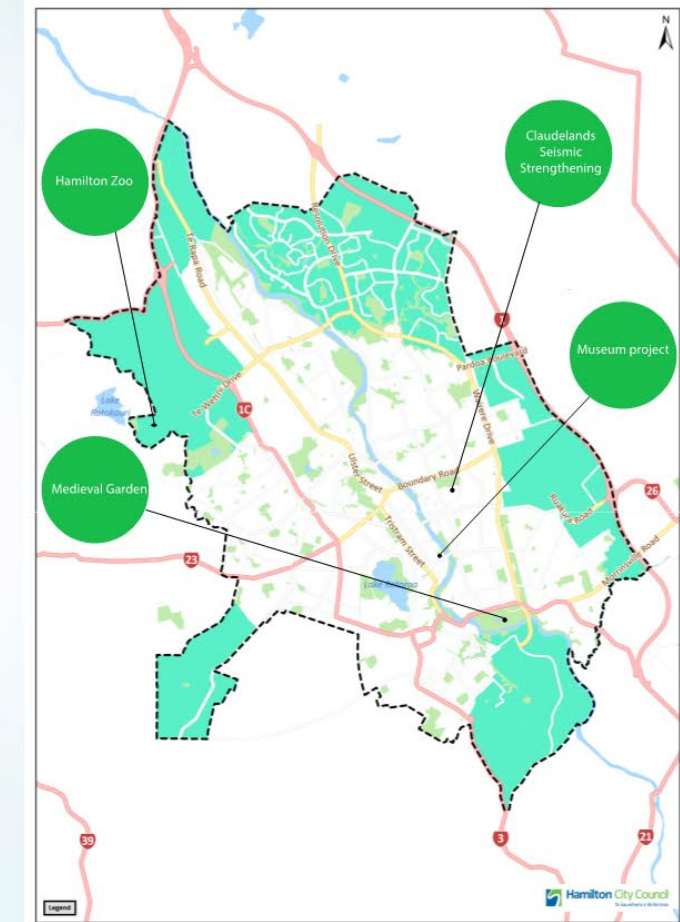 N
Claudelands
Seismic
Strengthening
Hamilton Zoo
Resolution Drive
Te Rapa Road
1
Museum project
Pardoa Boulevard
Lake
Rotokauri
Te Wetini Drive
1C
Wairere Drive
Ulster Street
Boundary Road
Medieval Garden
26
Ruakura Road
Tristram Street
23
Morrinsville Road
Lake Rotoroa
39
3
21
Legend
Hamilton City Council